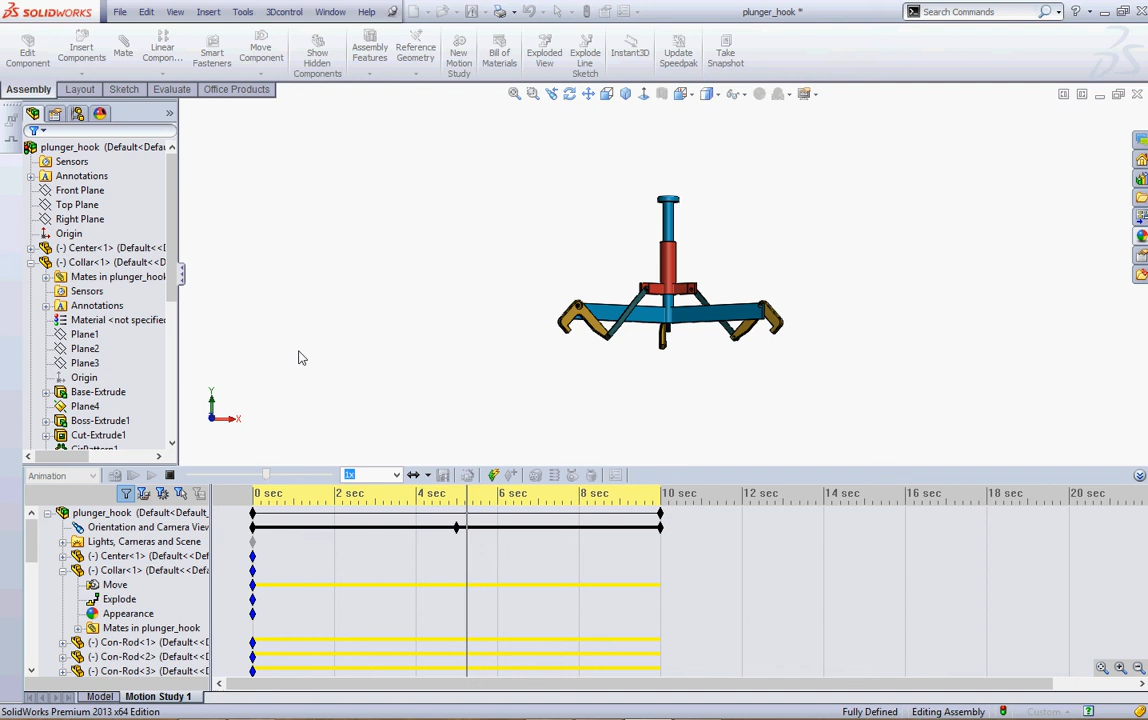 SOLIDWORKS File Edit View Insert Tools 3Dcontrol Window Help plunger_hook * Search Commands
Edit Component
Insert Components
Mate
Linear Compon...
Smart Fasteners
Move Component
Show Hidden Components
Assembly Features
Reference Geometry
New Motion Study
Bill of Materials
Exploded View
Explode Line Sketch
Instant3D
Update Speedpak
Take Snapshot
Assembly Layout Sketch Evaluate Office Products
plunger_hook (Default<Defau
Sensors
Annotations
Front Plane
Top Plane
Right Plane
Origin
(-) Center<1> (Default<<D
(-) Collar<1> (Default<<D
Mates in plunger_hook
Sensors
Annotations
Material <not specified
Plane1
Plane2
Plane3
Origin
Base-Extrude
Plane4
Boss-Extrude1
Cut-Extrude1
CirPattern1
Y
X
Animation 1x
0 sec 2 sec 4 sec 6 sec 8 sec 10 sec 12 sec 14 sec 16 sec 18 sec 20 sec
plunger_hook (Default<Default_
Orientation and Camera View
Lights, Cameras and Scene
(-) Center<1> (Default<<Def
(-) Collar<1> (Default<<Def
Move
Explode
Appearance
Mates in plunger_hook
(-) Con-Rod<1> (Default<<D
(-) Con-Rod<2> (Default<<D
(-) Con-Rod<3> (Default<<D
Model Motion Study 1
SolidWorks Premium 2013 x64 Edition Fully Defined Editing Assembly Custom